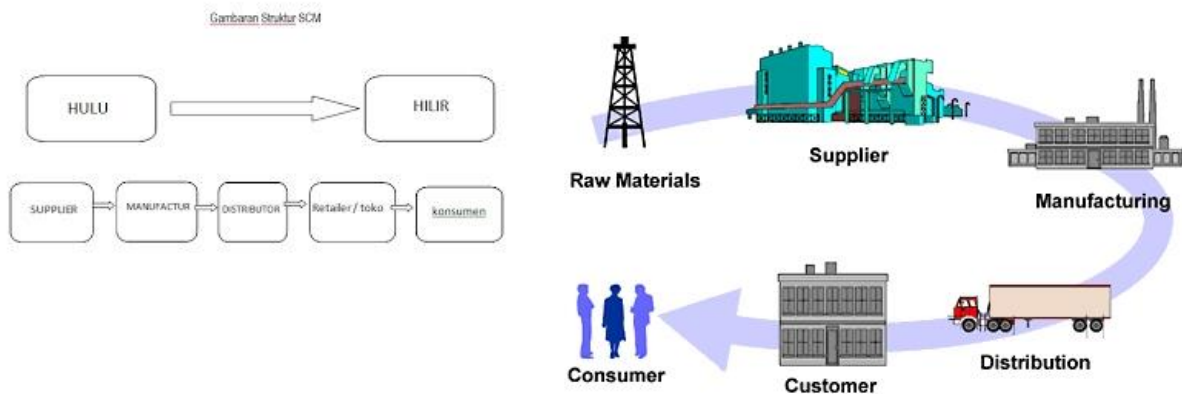 Gambaran Struktur SCM
HULU
HILIR
SUPPLIER
MANUFACTUR
DISTRIBUTOR
Retailer / toko
konsumen
Raw Materials
Supplier
Manufacturing
Distribution
Customer
Consumer